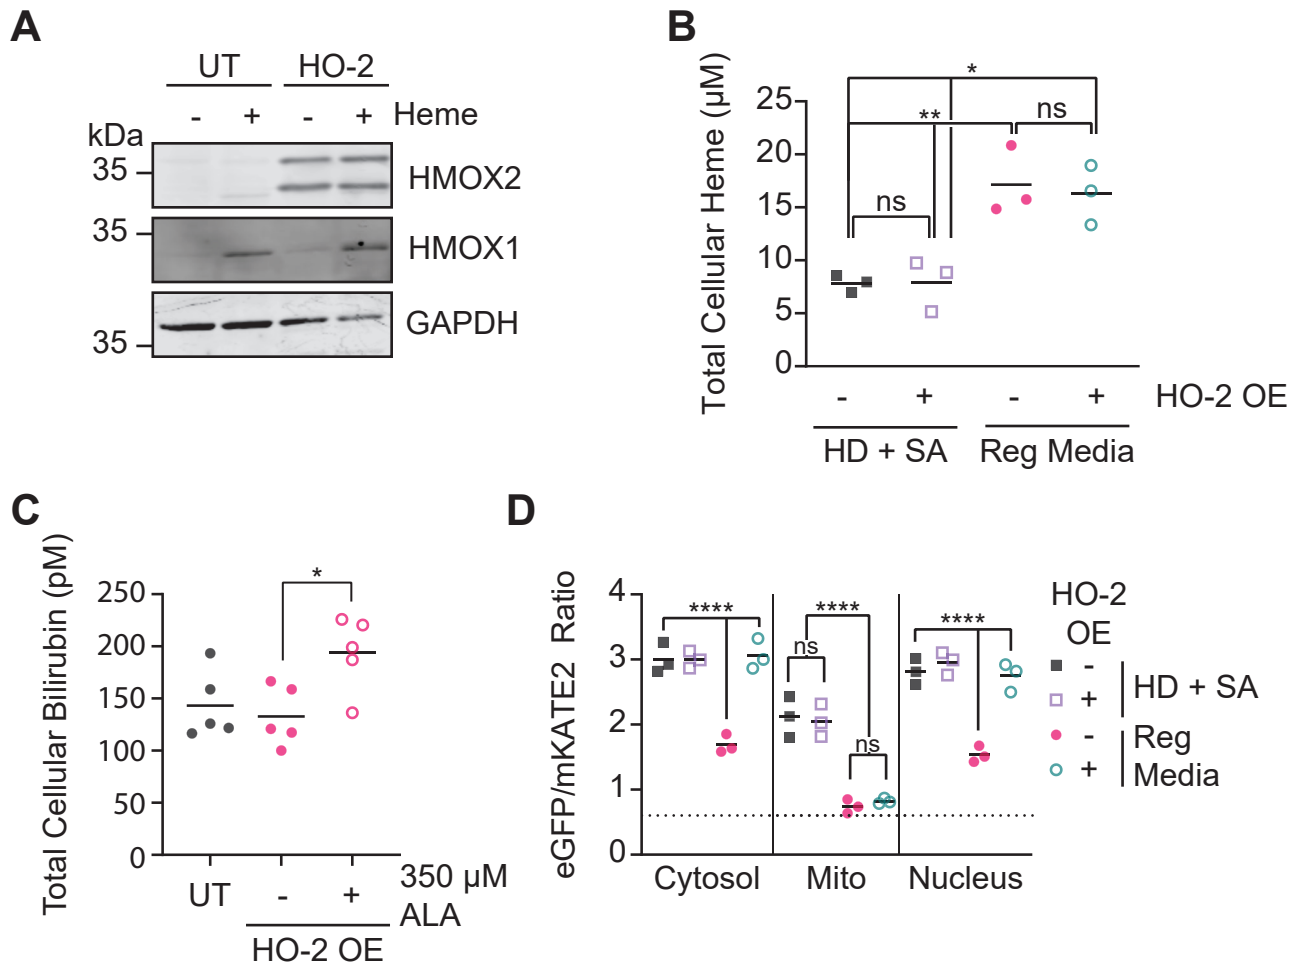 A
UT HO-2
- + - + Heme
kDa
35
HMOX2
35
HMOX1
GAPDH
35
B
Total Cellular Heme (µM)
25
20
15
10
5
0
*
**
ns
ns
- + - + HO-2 OE
HD + SA Reg Media
C
Total Cellular Bilirubin (pM)
250
200
150
100
50
0
*
UT - + 350 µM
ALA
HO-2 OE
D
eGFP/mKATE2 Ratio
4
3
2
1
0
****
****
ns
ns
****
Cytosol Mito Nucleus
HO-2
OE
-
+
HD + SA
-
+
Reg
Media